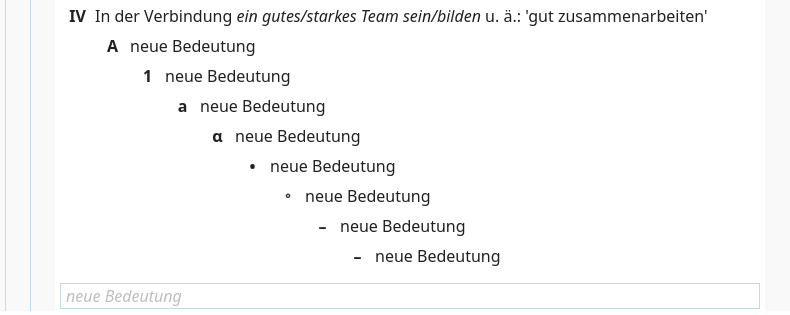 IV In der Verbindung ein gutes/starkes Team sein/bilden u. ä.: 'gut zusammenarbeiten'
A neue Bedeutung
1 neue Bedeutung
a neue Bedeutung
α neue Bedeutung
• neue Bedeutung
∘ neue Bedeutung
– neue Bedeutung
– neue Bedeutung
neue Bedeutung